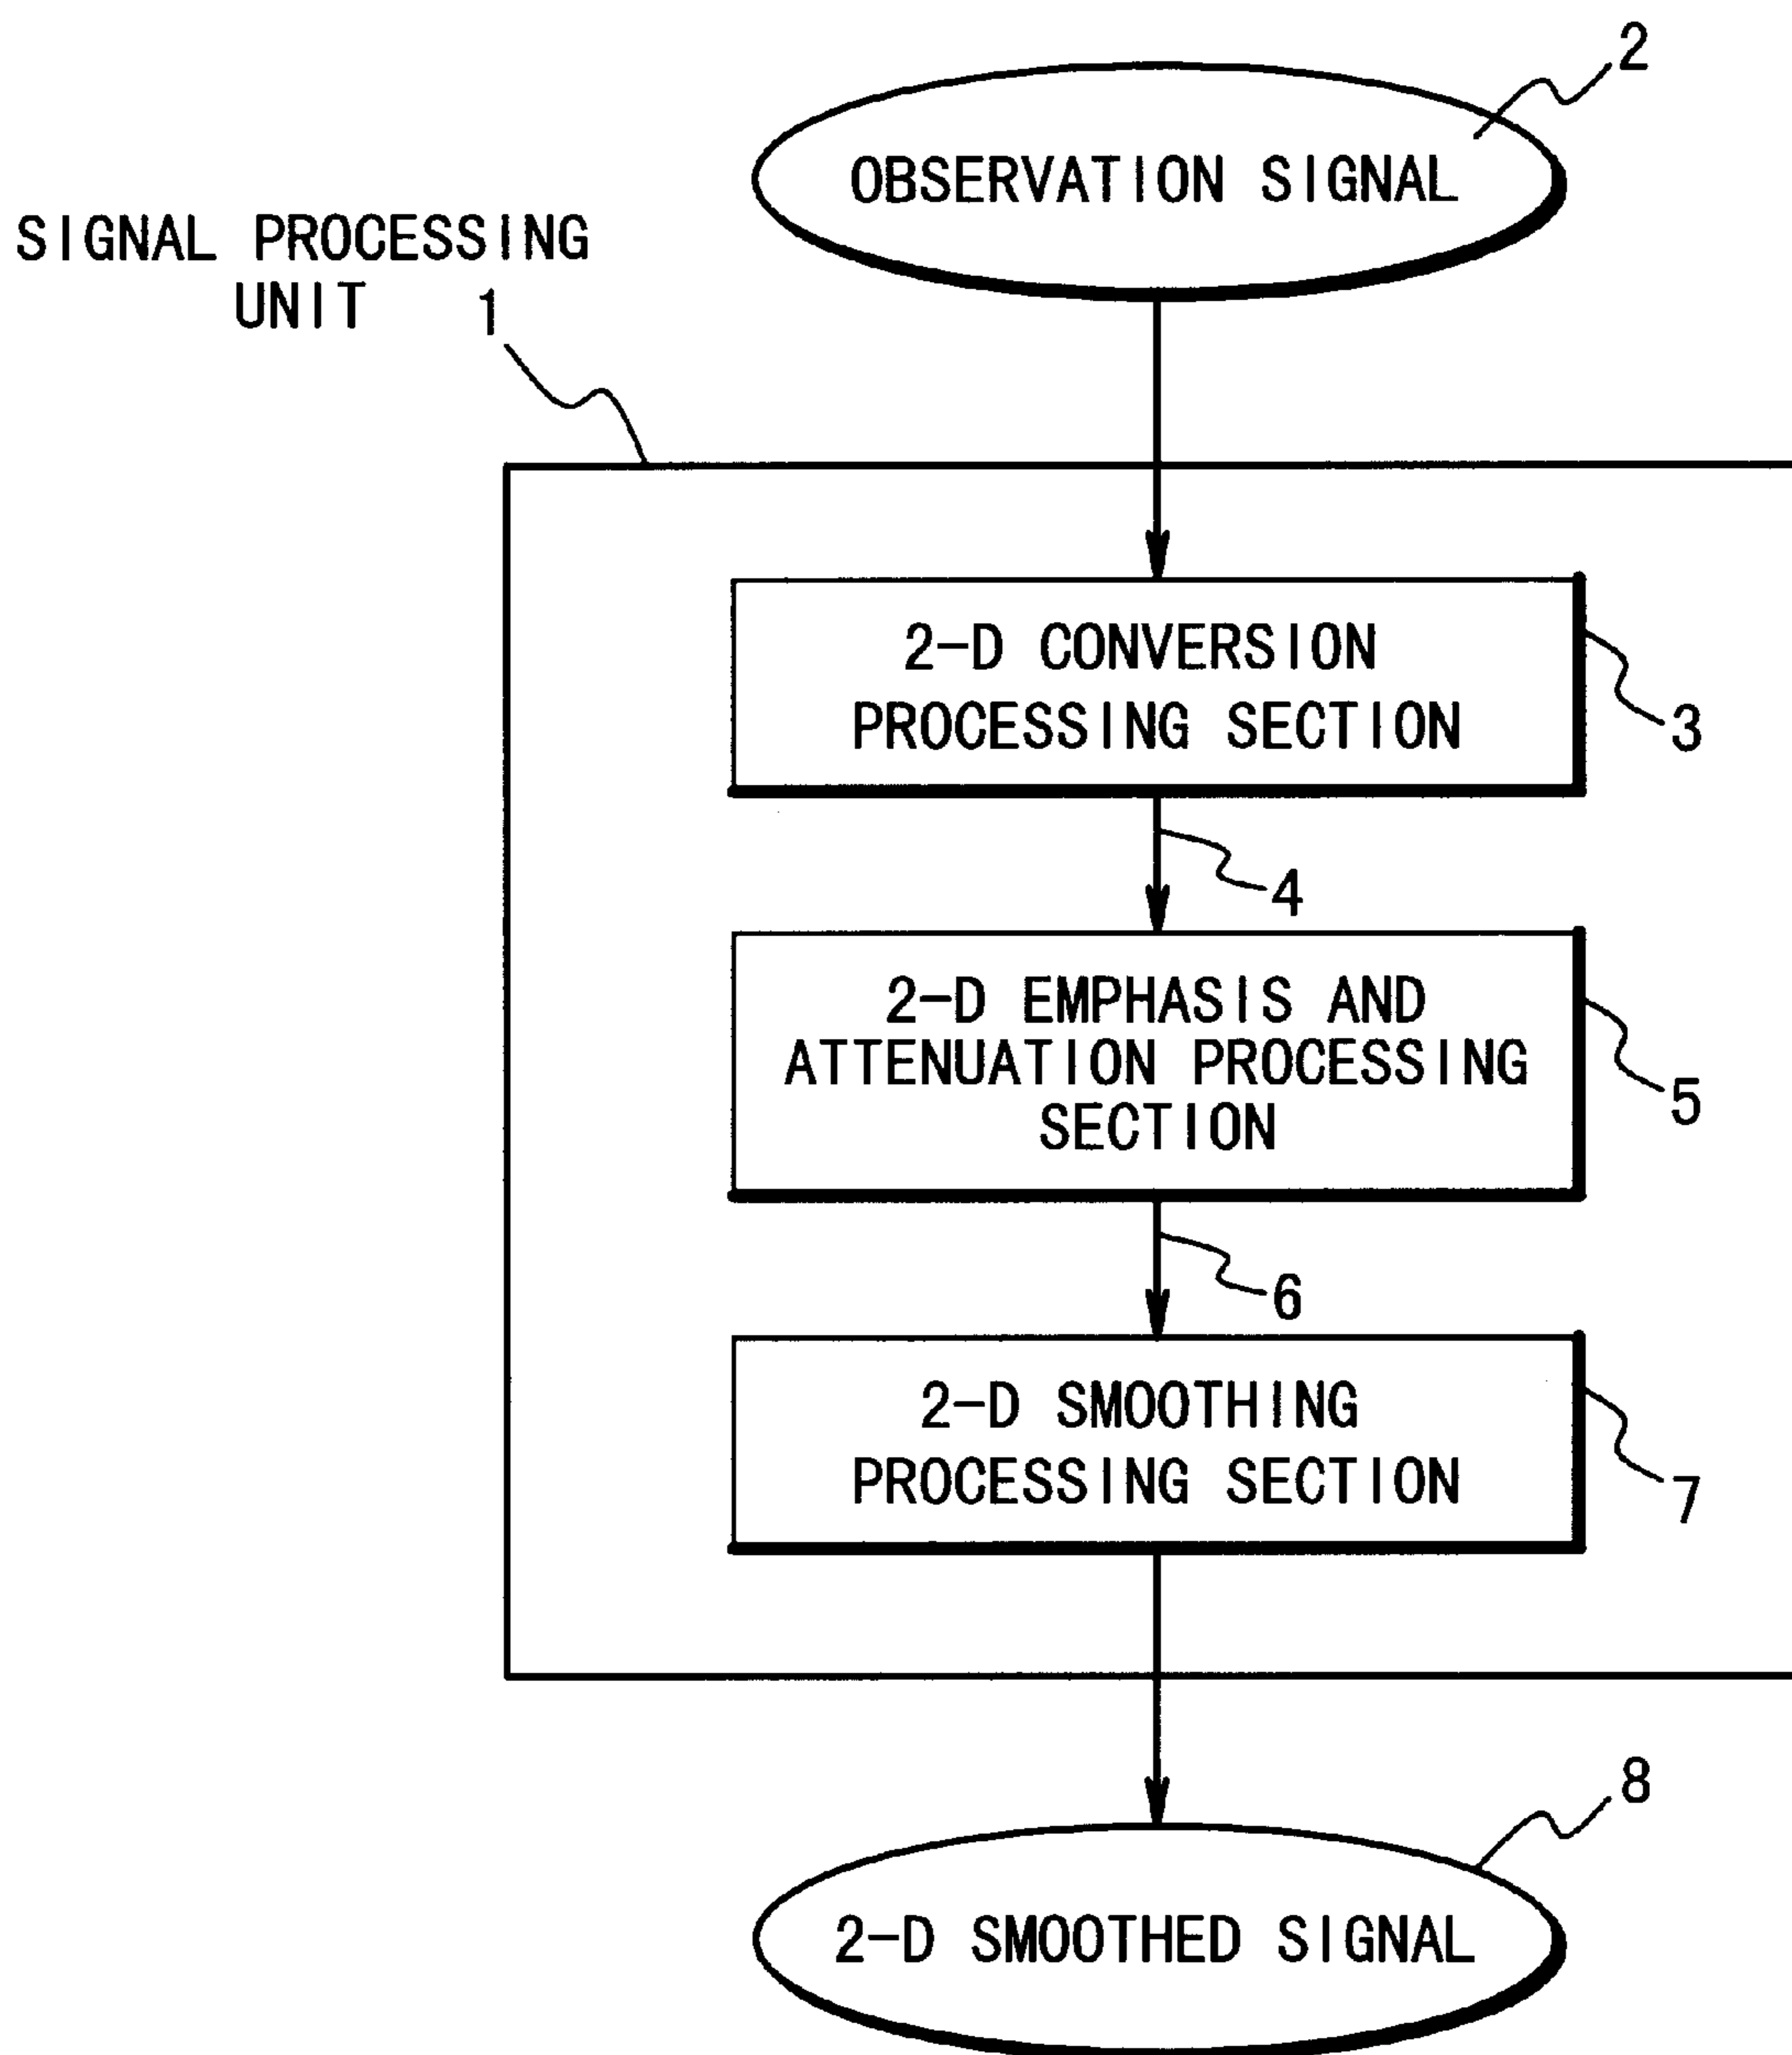 2
OBSERVATION SIGNAL
SIGNAL PROCESSING
UNIT 1
2-D CONVERSION
PROCESSING SECTION
3
4
2-D EMPHASIS AND
ATTENUATION PROCESSING
SECTION
5
6
2-D SMOOTHING
PROCESSING SECTION
7
8
2-D SMOOTHED SIGNAL